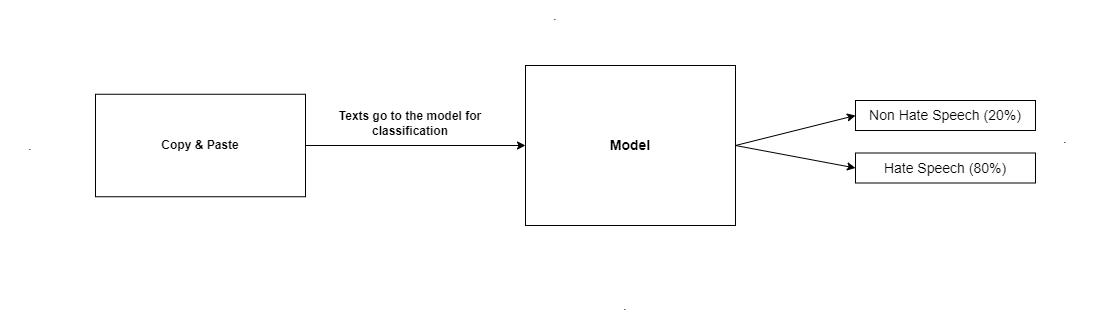 Copy & Paste
Texts go to the model for
classification
Model
Non Hate Speech (20%)
Hate Speech (80%)